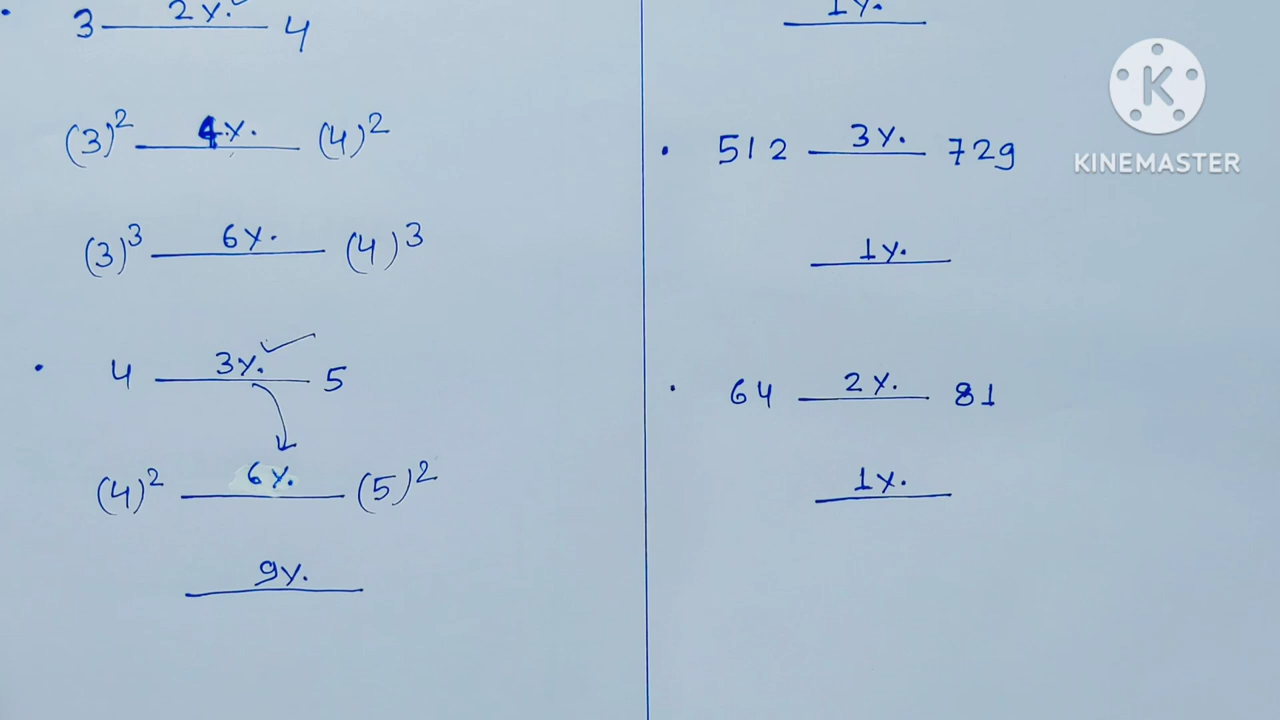 3 2Y. 4
(3)² 4Y. (4)²
(3)³ 6Y. (4)³
4 3Y. 5
(4)² 6Y. (5)²
9Y.
1Y.
512 3Y. 729
1Y.
64 2Y. 81
1Y.
K
KINEMASTER